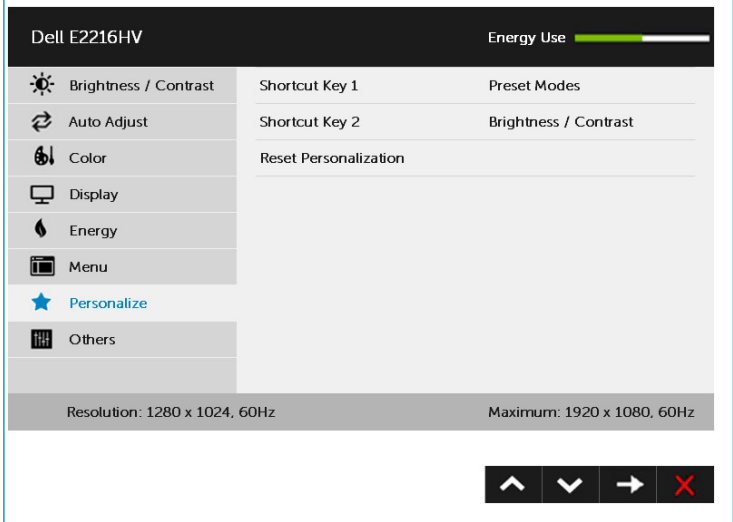 Dell E2216HV
Energy Use
Brightness / Contrast
Auto Adjust
Color
Display
Energy
Menu
Personalize
Others
Shortcut Key 1 Preset Modes
Shortcut Key 2 Brightness / Contrast
Reset Personalization
Resolution: 1280 x 1024, 60Hz
Maximum: 1920 x 1080, 60Hz